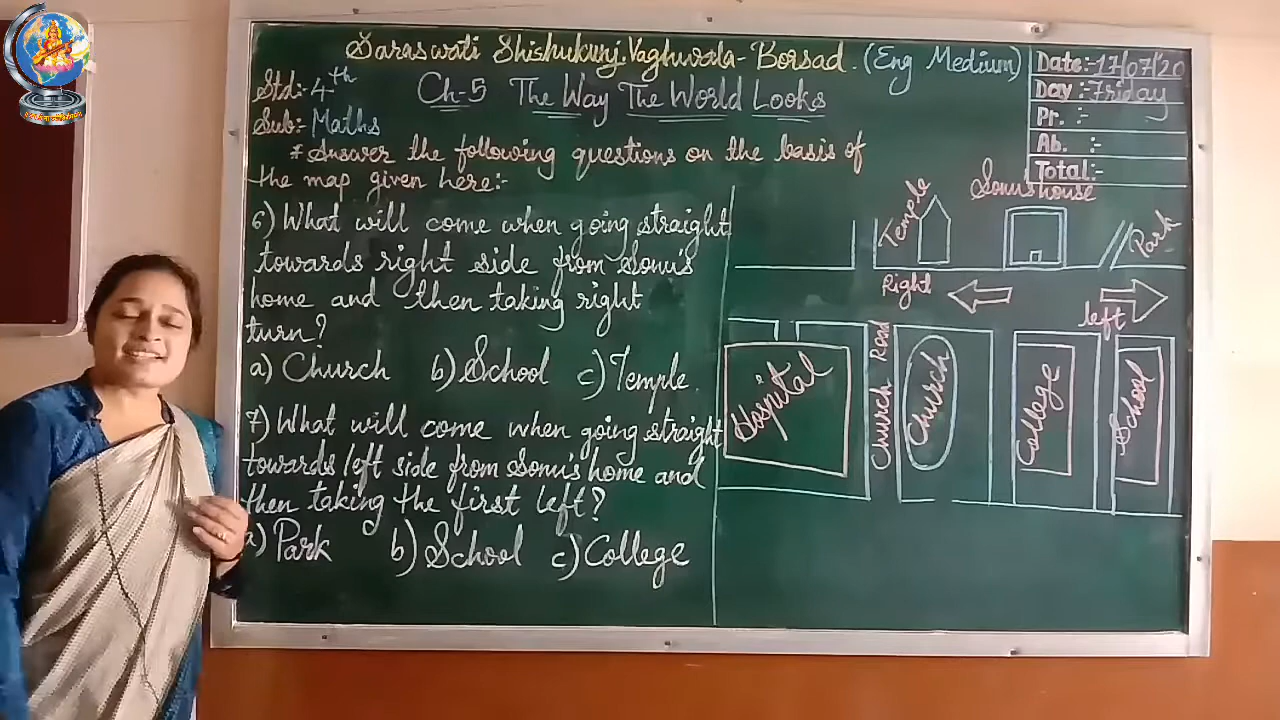 Saraswati Shishukunj.Vaghwala-Borsad. (Eng Medium)
Date:-17/07/20
Std:-4th
Ch-5 The Way The World Looks
Day:-Friday
Sub:- Maths
Pr. :-
Ab. :-
Total:-
* Answer the following questions on the basis of
the map given here:-
6) What will come when going straight
towards right side from Sonu's
home and then taking right
turn?
a) Church b) School c) Temple.
7) What will come when going straight
towards left side from Sonu's home and
then taking the first left?
a) Park b) School c) College
Temple
Sonu's house
Park
Right
left
Hospital
Church Road
Church
College
School